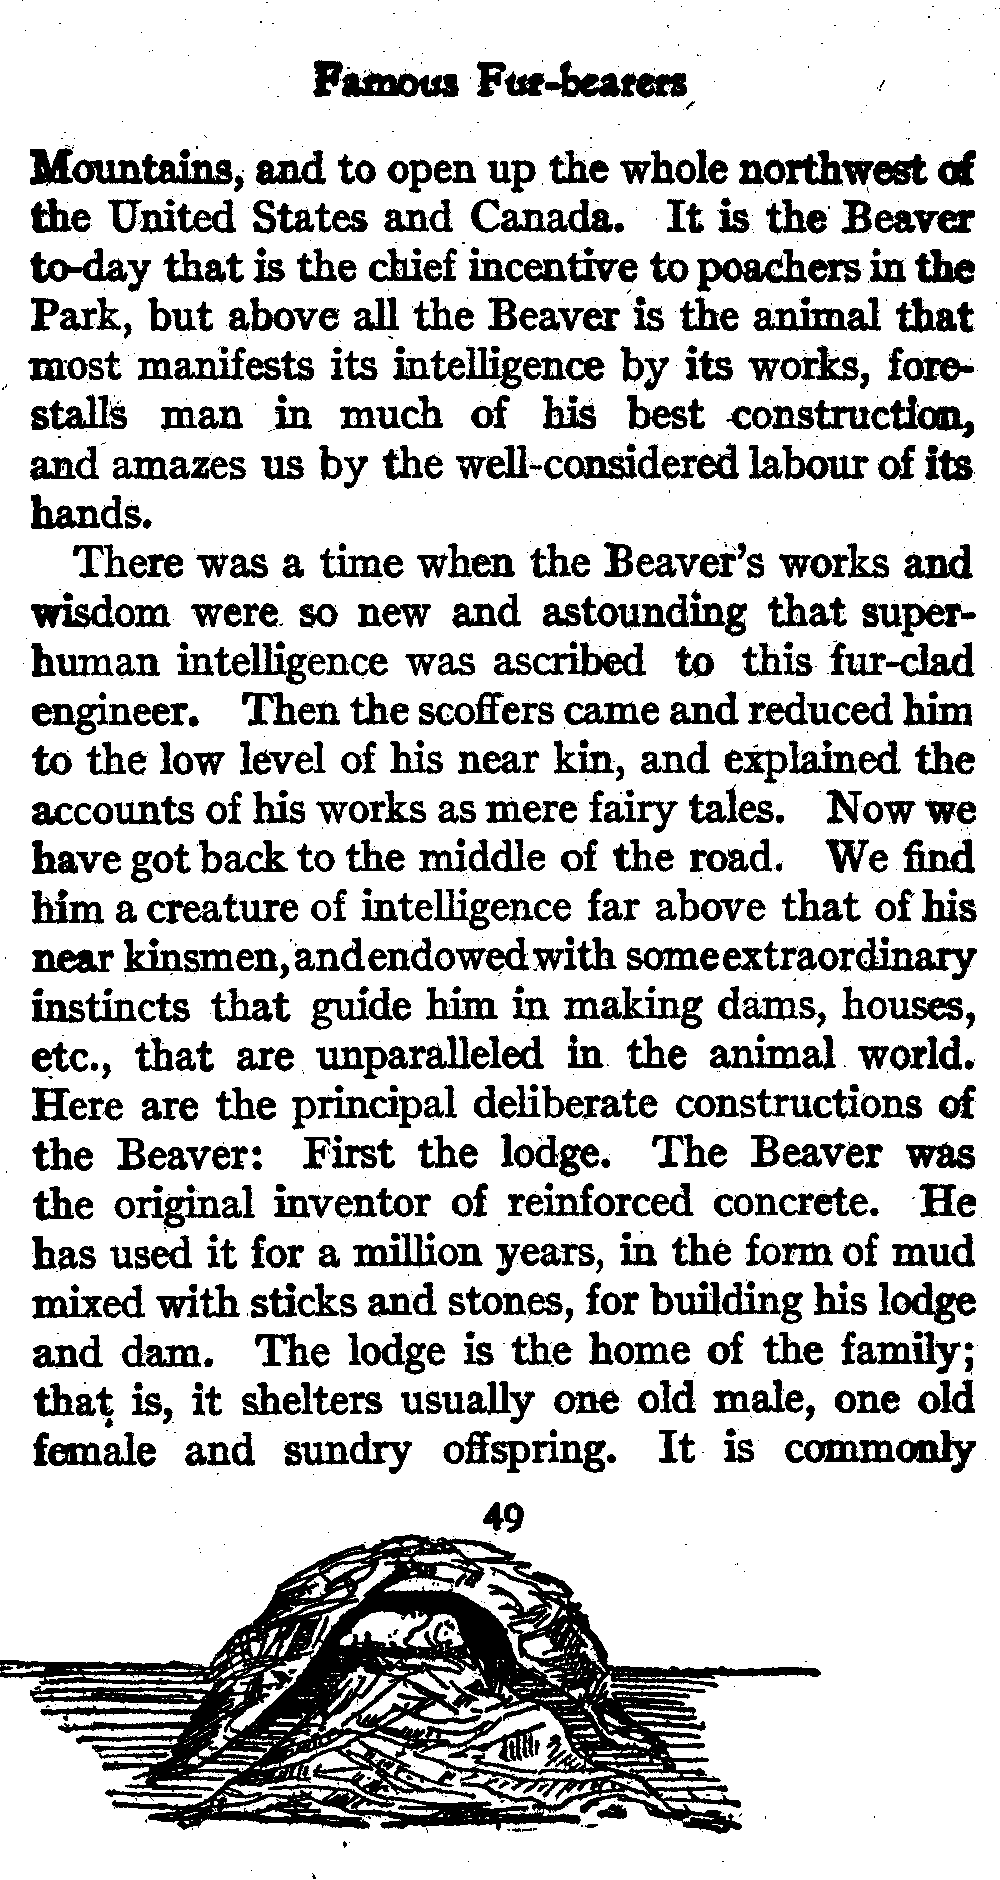 Famous Fur-bearers
Mountains, and to open up the whole northwest of
the United States and Canada. It is the Beaver
to-day that is the chief incentive to poachers in the
Park, but above all the Beaver is the animal that
most manifests its intelligence by its works, fore-
stalls man in much of his best construction,
and amazes us by the well-considered labour of its
hands.
There was a time when the Beaver's works and
wisdom were so new and astounding that super-
human intelligence was ascribed to this fur-clad
engineer. Then the scoffers came and reduced him
to the low level of his near kin, and explained the
accounts of his works as mere fairy tales. Now we
have got back to the middle of the road. We find
him a creature of intelligence far above that of his
near kinsmen, and endowed with some extraordinary
instincts that guide him in making dams, houses,
etc., that are unparalleled in the animal world.
Here are the principal deliberate constructions of
the Beaver: First the lodge. The Beaver was
the original inventor of reinforced concrete. He
has used it for a million years, in the form of mud
mixed with sticks and stones, for building his lodge
and dam. The lodge is the home of the family;
that is, it shelters usually one old male, one old
female and sundry offspring. It is commonly
49